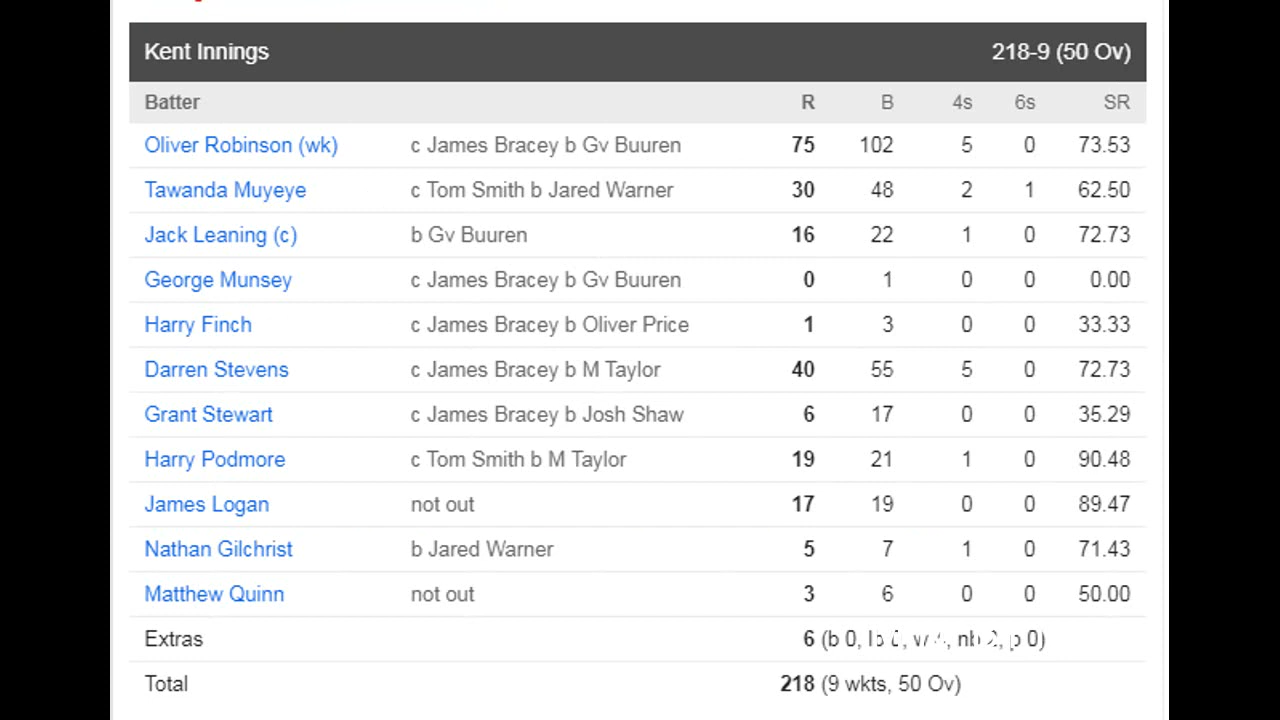 Kent Innings 218-9 (50 Ov)
Batter R B 4s 6s SR
Oliver Robinson (wk) c James Bracey b Gv Buuren 75 102 5 0 73.53
Tawanda Muyeye c Tom Smith b Jared Warner 30 48 2 1 62.50
Jack Leaning (c) b Gv Buuren 16 22 1 0 72.73
George Munsey c James Bracey b Gv Buuren 0 1 0 0 0.00
Harry Finch c James Bracey b Oliver Price 1 3 0 0 33.33
Darren Stevens c James Bracey b M Taylor 40 55 5 0 72.73
Grant Stewart c James Bracey b Josh Shaw 6 17 0 0 35.29
Harry Podmore c Tom Smith b M Taylor 19 21 1 0 90.48
James Logan not out 17 19 0 0 89.47
Nathan Gilchrist b Jared Warner 5 7 1 0 71.43
Matthew Quinn not out 3 6 0 0 50.00
Extras 6 (b 0, nb 2, p 0)
Total 218 (9 wkts, 50 Ov)